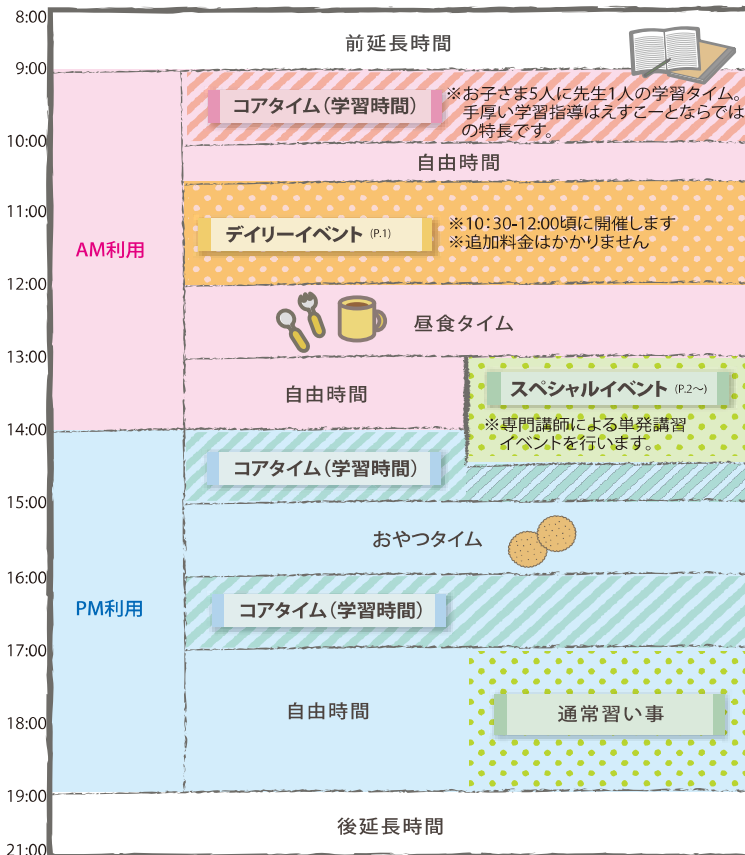 8:00
前延長時間
9:00
コアタイム（学習時間）
※お子さま5人に先生1人の学習タイム。
手厚い学習指導はえすこーとならでは
の特長です。
10:00
自由時間
11:00
デイリーイベント (P.1)
※10：30-12:00頃に開催します
※追加料金はかかりません
AM利用
12:00
昼食タイム
13:00
自由時間
スペシャルイベント (P.2〜)
※専門講師による単発講習
イベントを行います。
14:00
コアタイム（学習時間）
15:00
おやつタイム
16:00
PM利用
コアタイム（学習時間）
17:00
自由時間
通常習い事
18:00
19:00
後延長時間
21:00